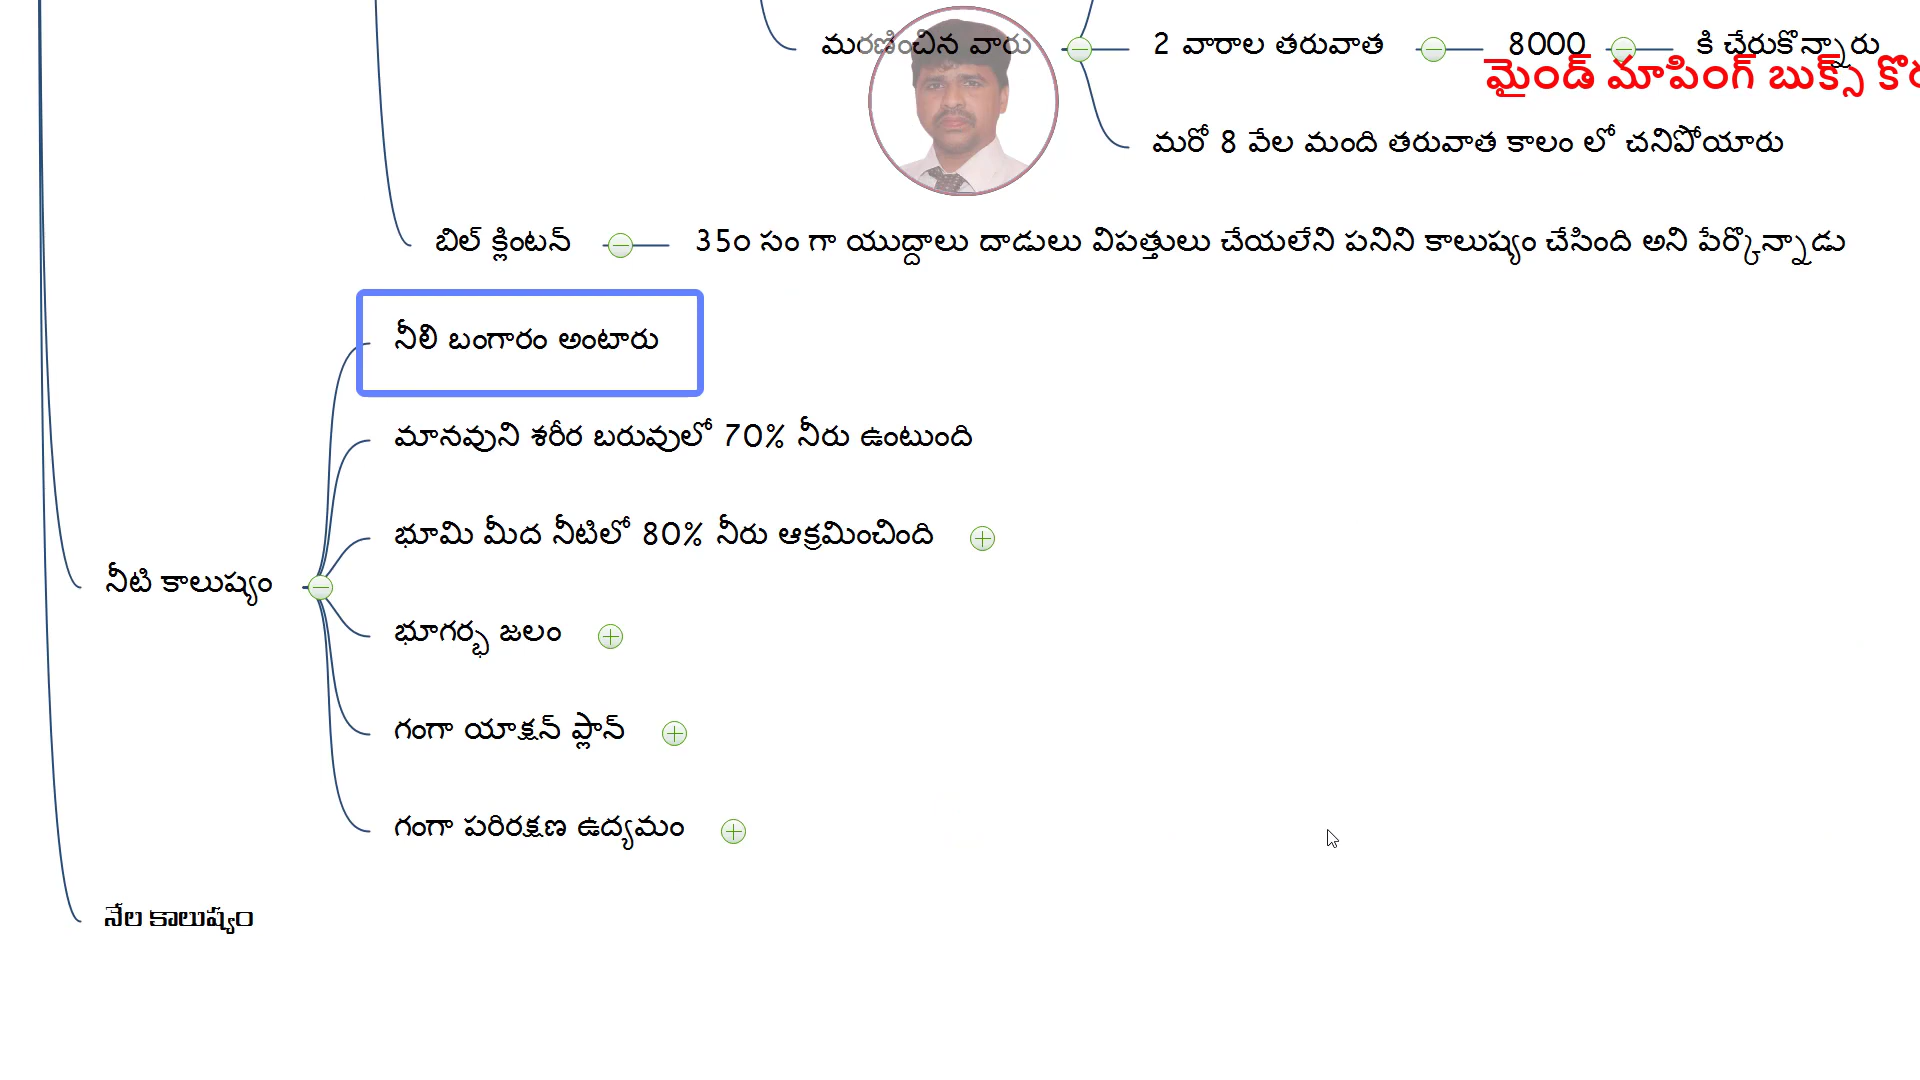 మరణించిన వారు
2 వారాల తరువాత
8000
కి చేరుకొన్నారు
మైండ్ మాపింగ్ బుక్స్
మరో 8 వేల మంది తరువాత కాలం లో చనిపోయారు
బిల్ క్లింటన్
35౦ సం గా యుద్దాలు దాడులు విపత్తులు చేయలేని పనిని కాలుష్యం చేసింది అని పేర్కొన్నాడు
నీలి బంగారం అంటారు
మానవుని శరీర బరువులో 70% నీరు ఉంటుంది
భూమి మీద నీటిలో 80% నీరు ఆక్రమించింది
నీటి కాలుష్యం
భూగర్భ జలం
గంగా యాక్షన్ ప్లాన్
గంగా పరిరక్షణ ఉద్యమం
నేల కాలుష్యం